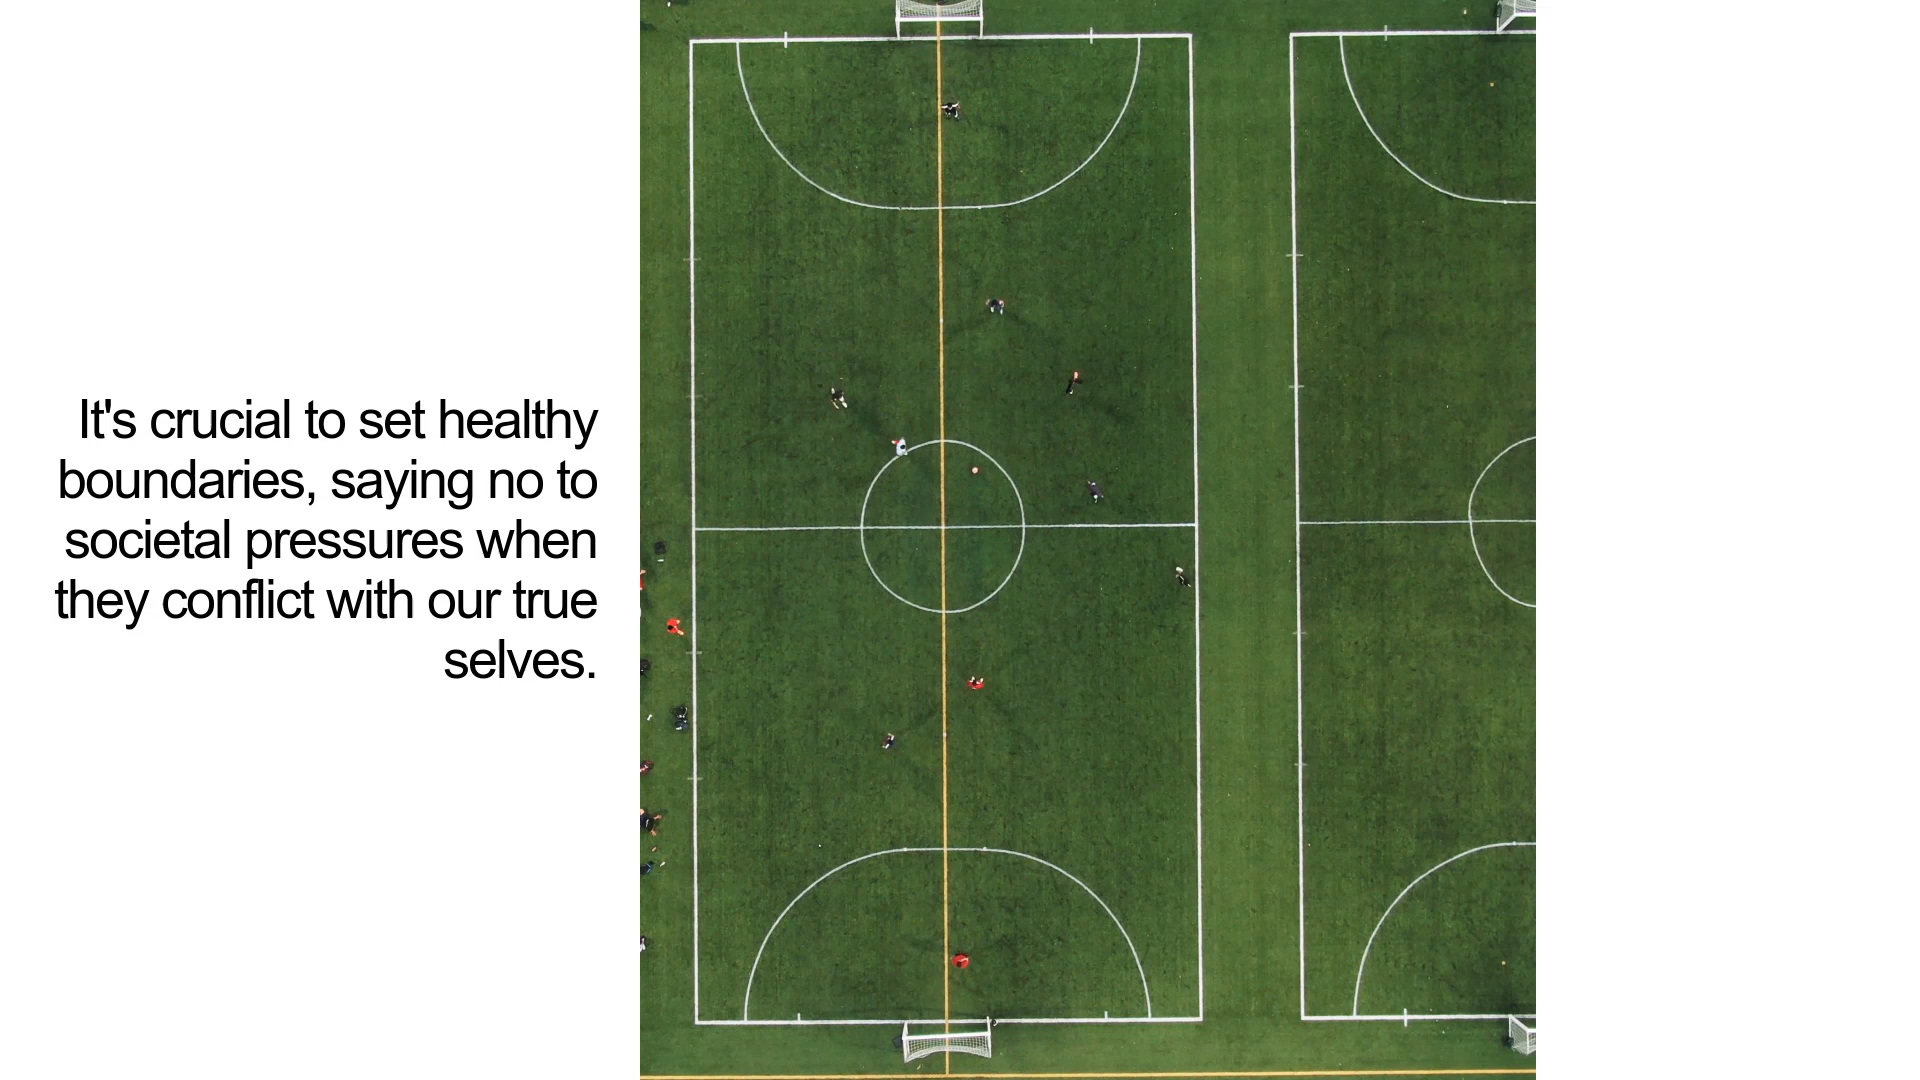 It's crucial to set healthy
boundaries, saying no to
societal pressures when
they conflict with our true
selves.